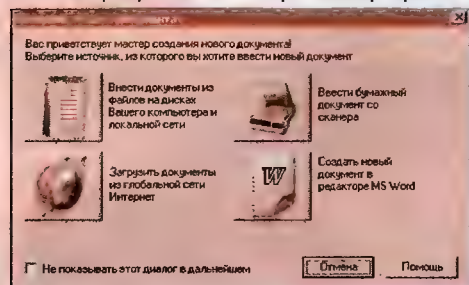 Вас приветствует мастер создания нового документа!
Выберите источник, из которого вы хотите ввести новый документ
Внести документы из
файлов на дисках
Вашего компьютера и
локальной сети
Ввести бумажный
документ со
сканера
Загрузить документы
из глобальной сети
Интернет
W
Создать новый
документ в
редакторе MS Word
Не показывать этот диалог в дальнейшем
Отмена
Помощь